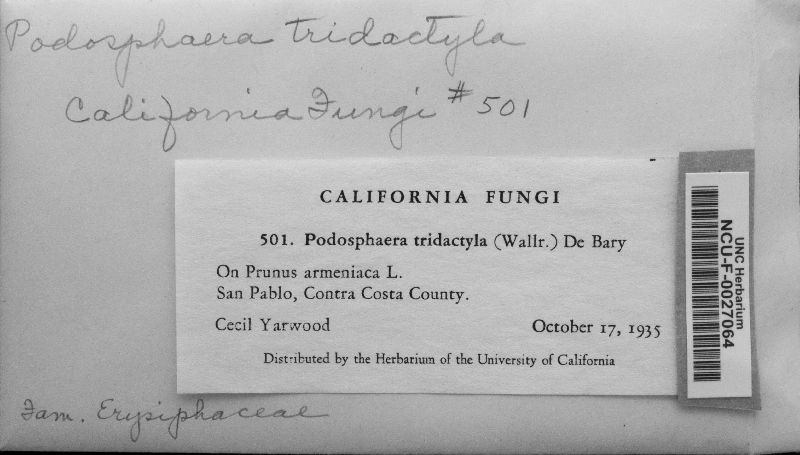 Podosphaera tridactyla
California Fungi #501
CALIFORNIA FUNGI
501. Podosphaera tridactyla (Wallr.) De Bary
On Prunus armeniaca L.
San Pablo, Contra Costa County.
Cecil Yarwood October 17, 1935
Distributed by the Herbarium of the University of California
UNC Herbarium
NCU-F-0027064
Fam. Erysiphaceae